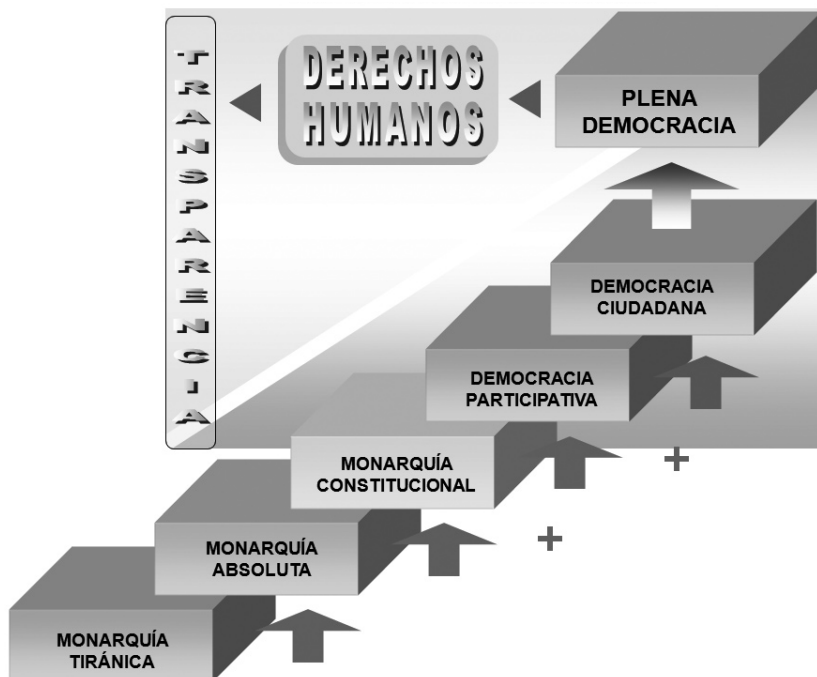 TRANSPARENCIA
DERECHOS
HUMANOS
PLENA
DEMOCRACIA
DEMOCRACIA
CIUDADANA
DEMOCRACIA
PARTICIPATIVA
+
MONARQUÍA
CONSTITUCIONAL
+
MONARQUÍA
ABSOLUTA
MONARQUÍA
TIRÁNICA